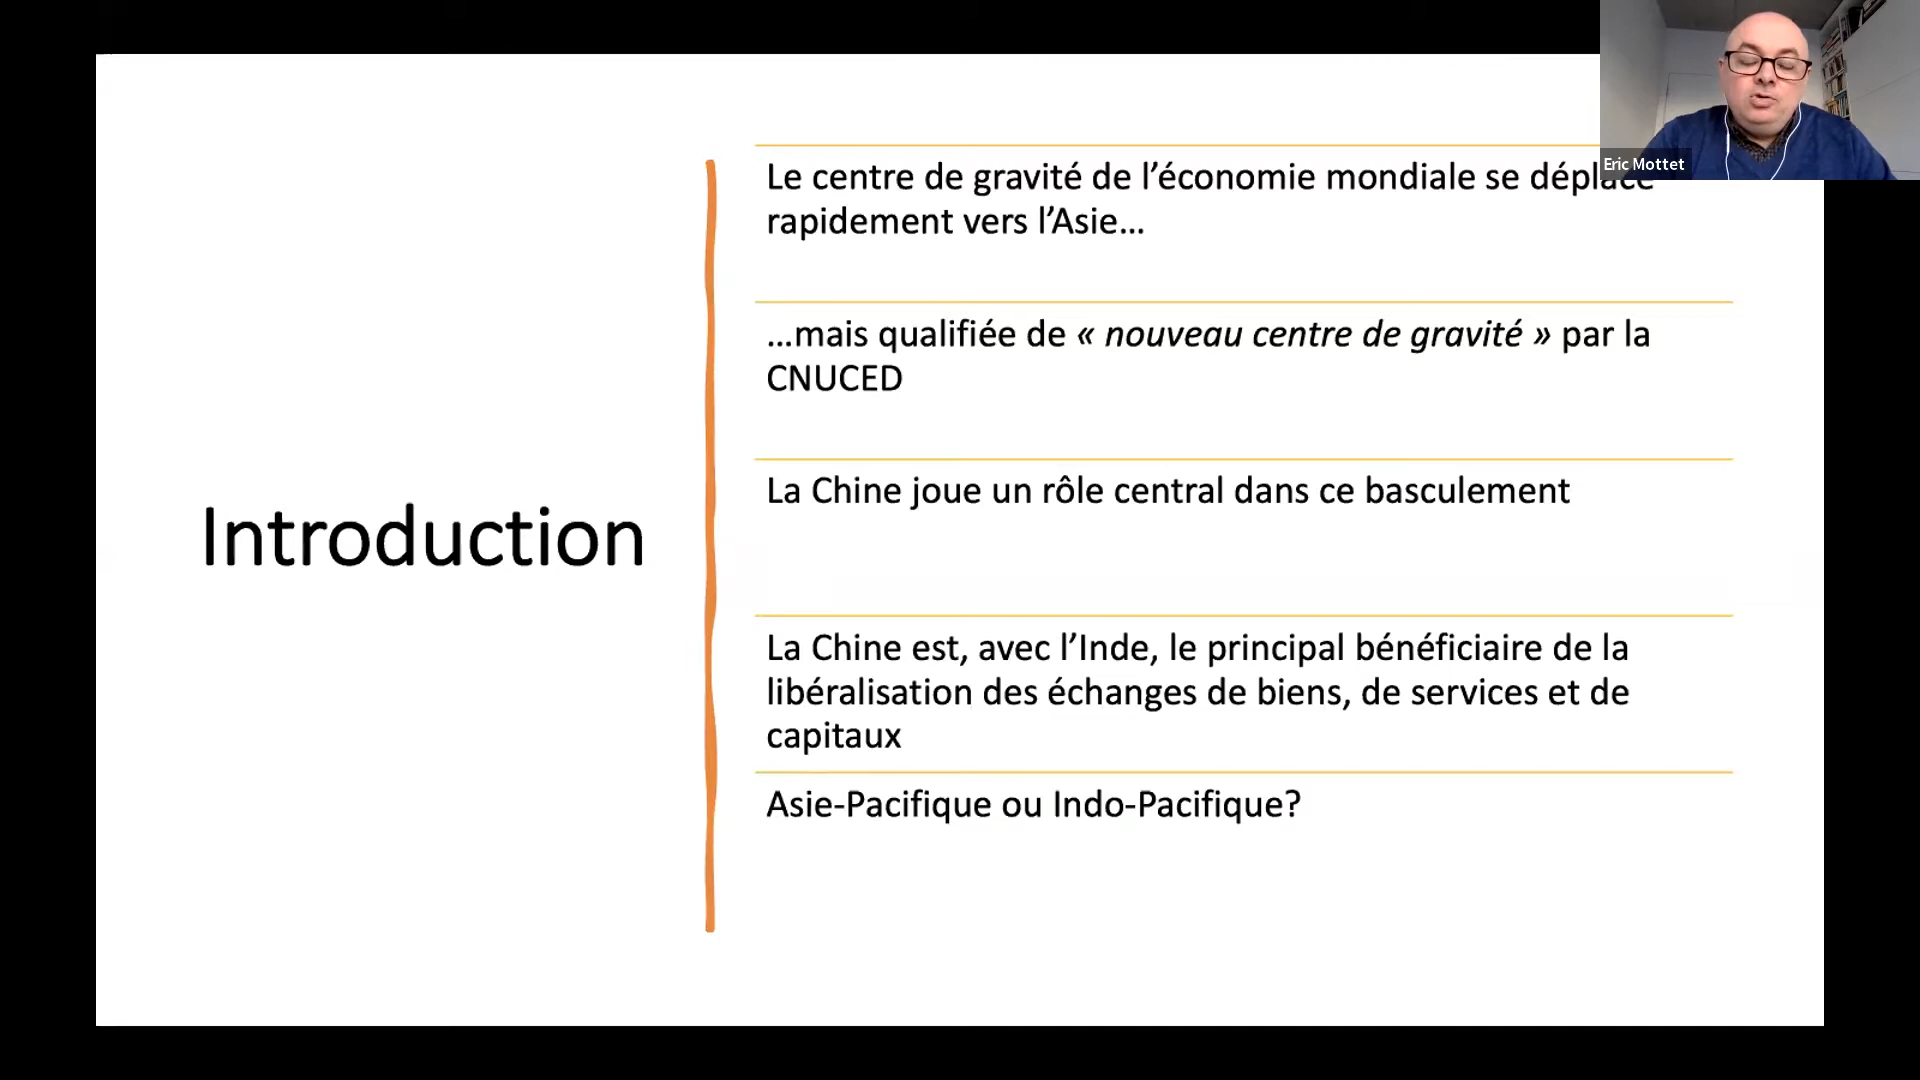 Introduction
Le centre de gravité de l’économie mondiale se déplace
rapidement vers l’Asie…
…mais qualifiée de « nouveau centre de gravité » par la
CNUCED
La Chine joue un rôle central dans ce basculement
La Chine est, avec l’Inde, le principal bénéficiaire de la
libéralisation des échanges de biens, de services et de
capitaux
Asie-Pacifique ou Indo-Pacifique?
Eric Mottet